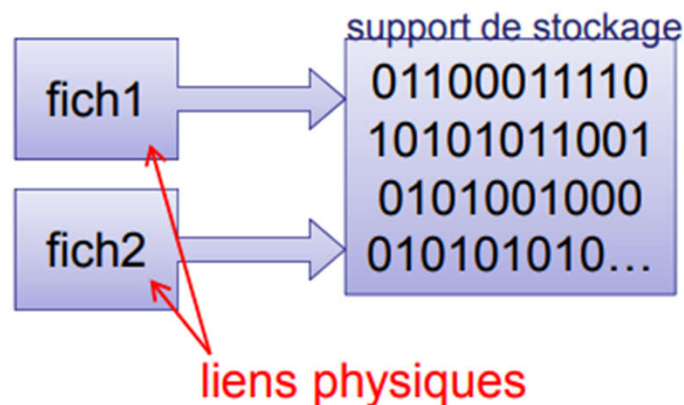 support de stockage
fich1
01100011110
10101011001
0101001000
fich2
010101010...
liens physiques